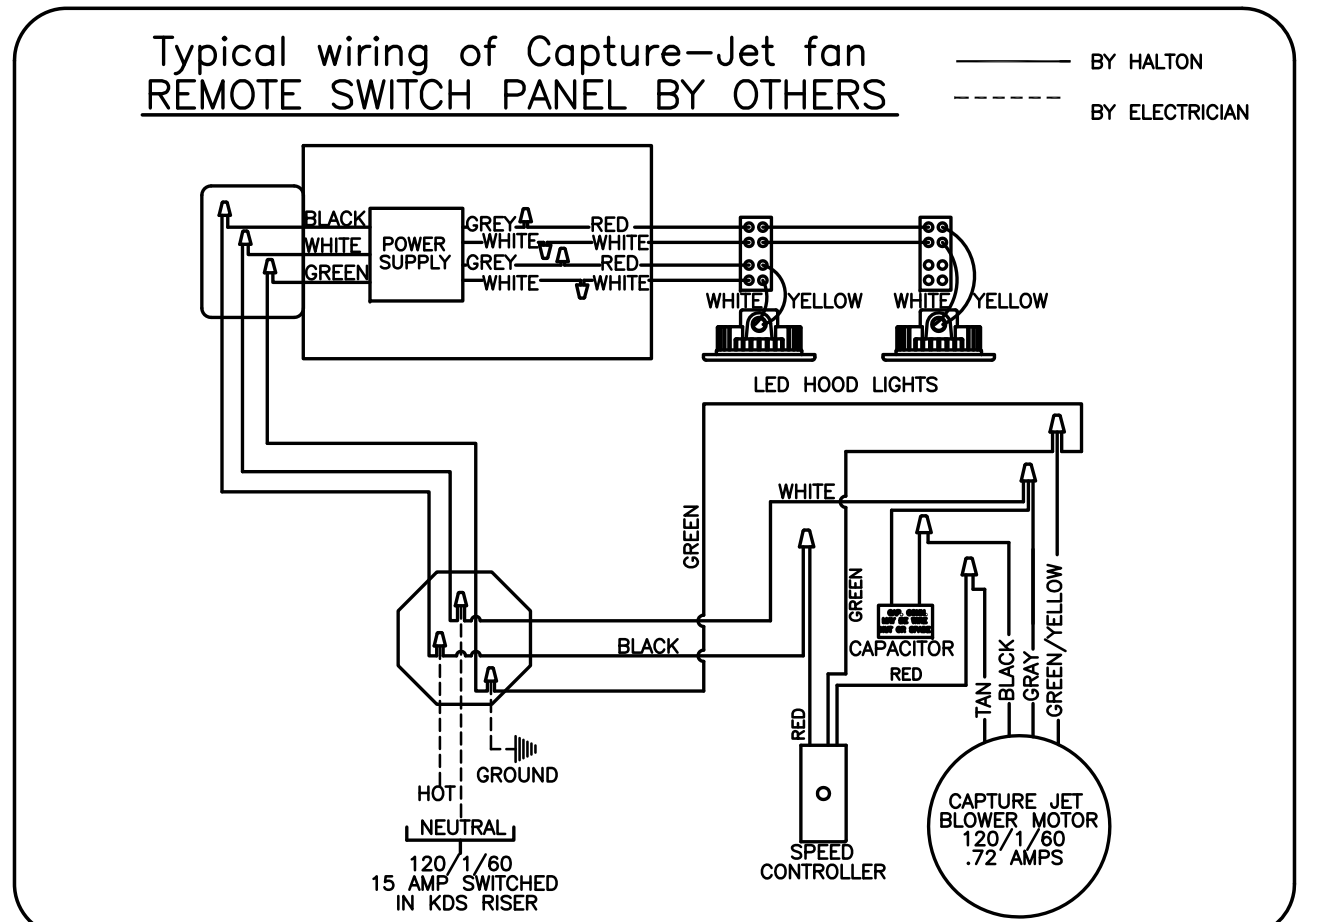 Typical wiring of Capture-Jet fan
REMOTE SWITCH PANEL BY OTHERS
BY HALTON
BY ELECTRICIAN
BLACK
WHITE
GREEN
POWER
SUPPLY
GREY
RED
WHITE
WHITE
GREY
RED
WHITE
WHITE
WHITE
YELLOW
WHITE
YELLOW
LED HOOD LIGHTS
WHITE
GREEN
GREEN
BLACK
CAPACITOR
RED
RED
TAN
BLACK
GRAY
GREEN/YELLOW
GROUND
HOT
NEUTRAL
120/1/60
15 AMP SWITCHED
IN KDS RISER
SPEED
CONTROLLER
CAPTURE JET
BLOWER MOTOR
120/1/60
.72 AMPS